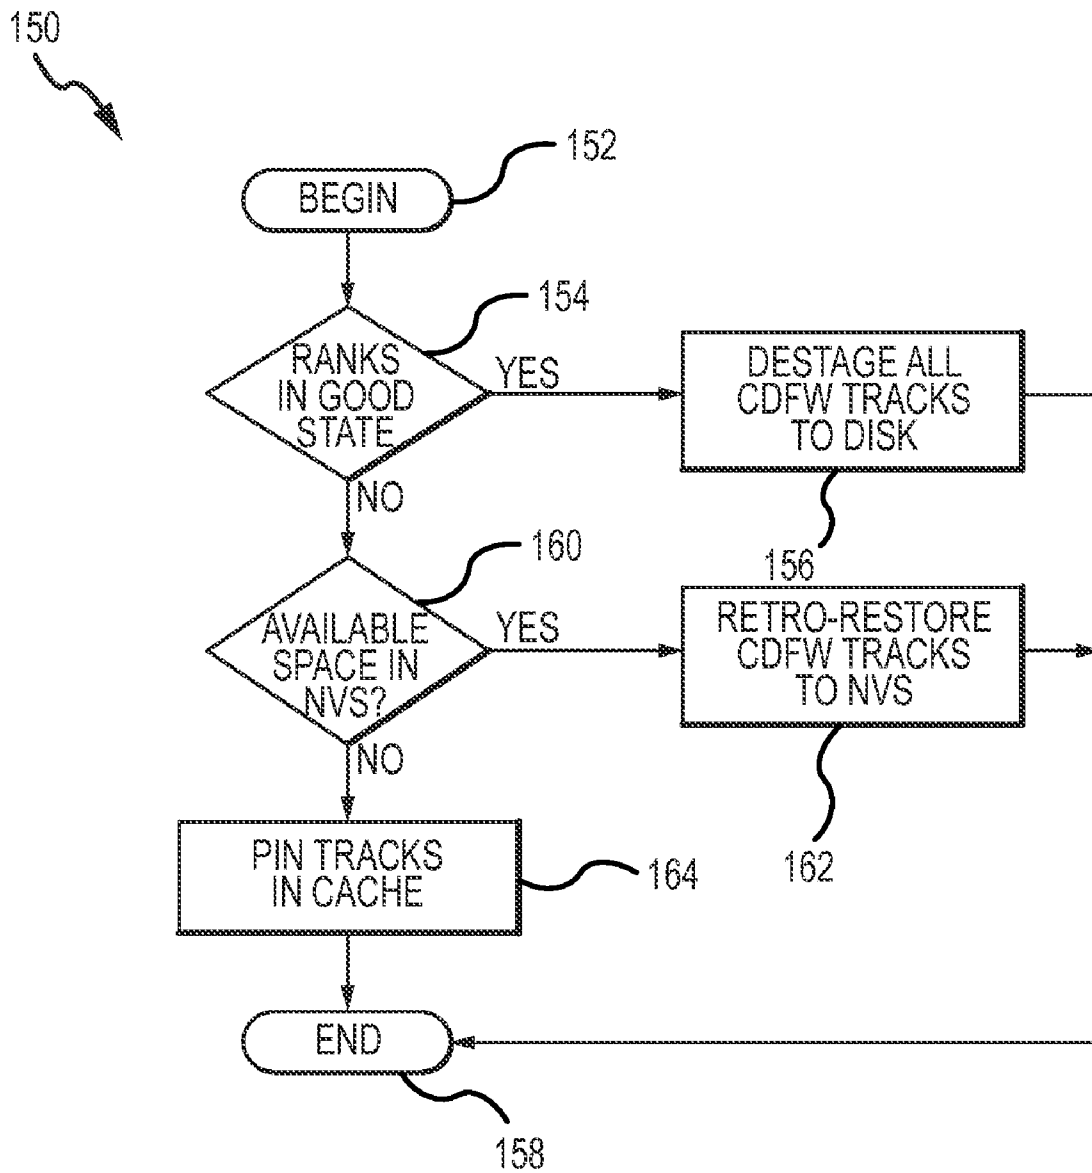 150
152
BEGIN
154
RANKS
IN GOOD
STATE
YES
DESTAGE ALL
CDFW TRACKS
TO DISK
NO
156
160
AVAILABLE
SPACE IN
NVS?
YES
RETRO-RESTORE
CDFW TRACKS
TO NVS
NO
162
PIN TRACKS
IN CACHE
164
END
158